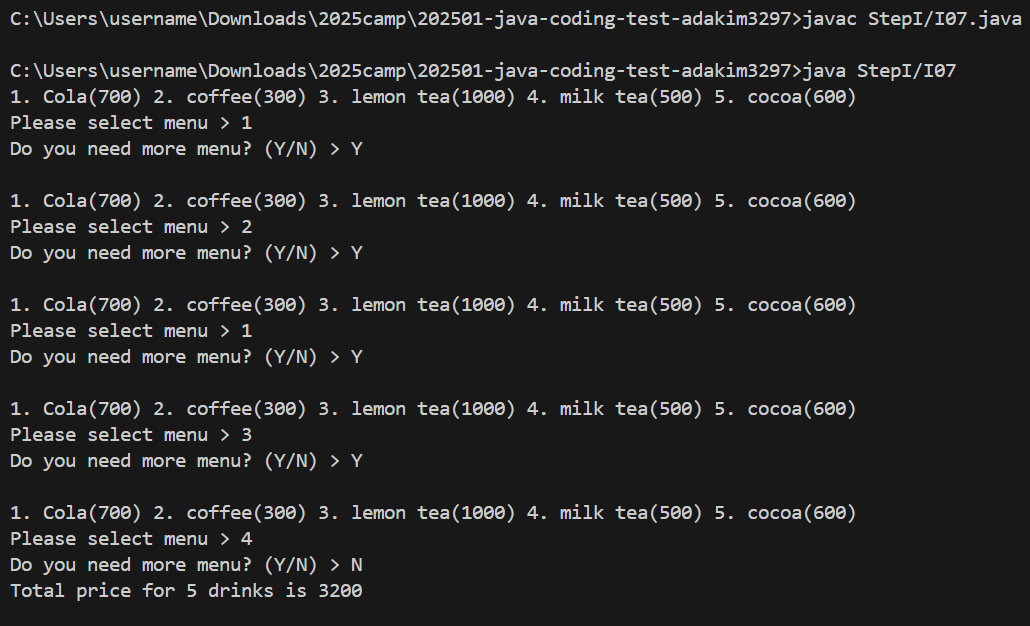 C:\Users\username\Downloads\2025camp\202501-java-coding-test-adakim3297>javac StepI/I07.java
C:\Users\username\Downloads\2025camp\202501-java-coding-test-adakim3297>java StepI/I07
1. Cola(700) 2. coffee(300) 3. lemon tea(1000) 4. milk tea(500) 5. cocoa(600)
Please select menu > 1
Do you need more menu? (Y/N) > Y
1. Cola(700) 2. coffee(300) 3. lemon tea(1000) 4. milk tea(500) 5. cocoa(600)
Please select menu > 2
Do you need more menu? (Y/N) > Y
1. Cola(700) 2. coffee(300) 3. lemon tea(1000) 4. milk tea(500) 5. cocoa(600)
Please select menu > 1
Do you need more menu? (Y/N) > Y
1. Cola(700) 2. coffee(300) 3. lemon tea(1000) 4. milk tea(500) 5. cocoa(600)
Please select menu > 3
Do you need more menu? (Y/N) > Y
1. Cola(700) 2. coffee(300) 3. lemon tea(1000) 4. milk tea(500) 5. cocoa(600)
Please select menu > 4
Do you need more menu? (Y/N) > N
Total price for 5 drinks is 3200